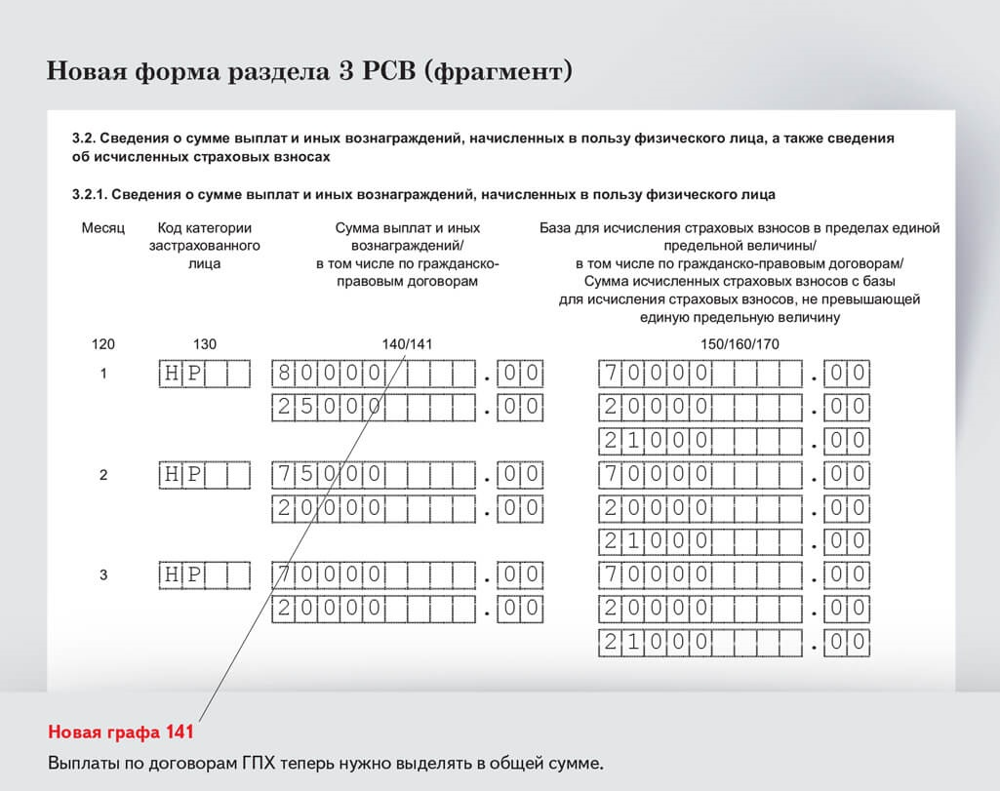 Новая форма раздела 3 РСВ (фрагмент)
3.2. Сведения о сумме выплат и иных вознаграждений, начисленных в пользу физического лица, а также сведения
об исчисленных страховых взносах
3.2.1. Сведения о сумме выплат и иных вознаграждений, начисленных в пользу физического лица
Месяц
Код категории
застрахованного
лица
Сумма выплат и иных
вознаграждений/
в том числе по гражданско-
правовым договорам
База для исчисления страховых взносов в пределах единой
предельной величины/
в том числе по гражданско-правовым договорам/
Сумма исчисленных страховых взносов с базы
для исчисления страховых взносов, не превышающей
единую предельную величину
120 130 140/141 150/160/170
1 НР 80000.00 70000.00
25000.00 20000.00
21000.00
2 НР 75000.00 70000.00
20000.00 20000.00
21000.00
3 НР 70000.00 70000.00
20000.00 20000.00
21000.00
Новая графа 141
Выплаты по договорам ГПХ теперь нужно выделять в общей сумме.